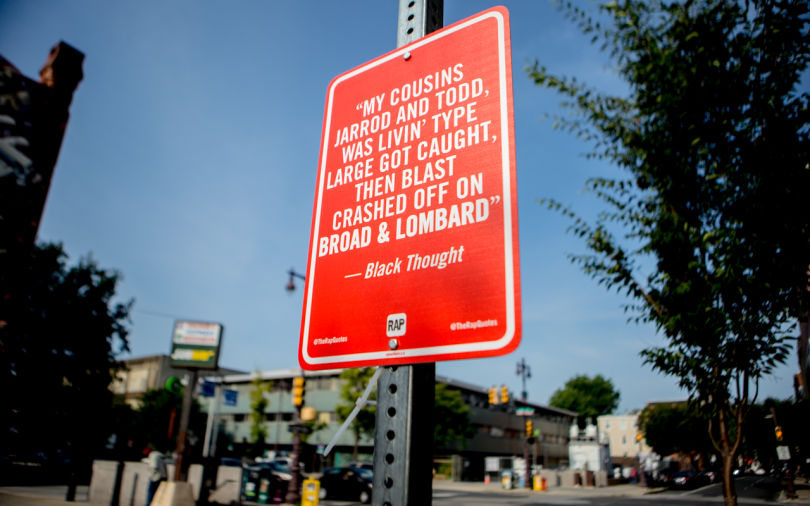 “MY COUSINS
JARROD AND TODD,
WAS LIVIN’ TYPE
LARGE GOT CAUGHT,
THEN BLAST
CRASHED OFF ON
BROAD & LOMBARD”
— Black Thought
RAP
@TheRapQuotes @TheRapQuotes